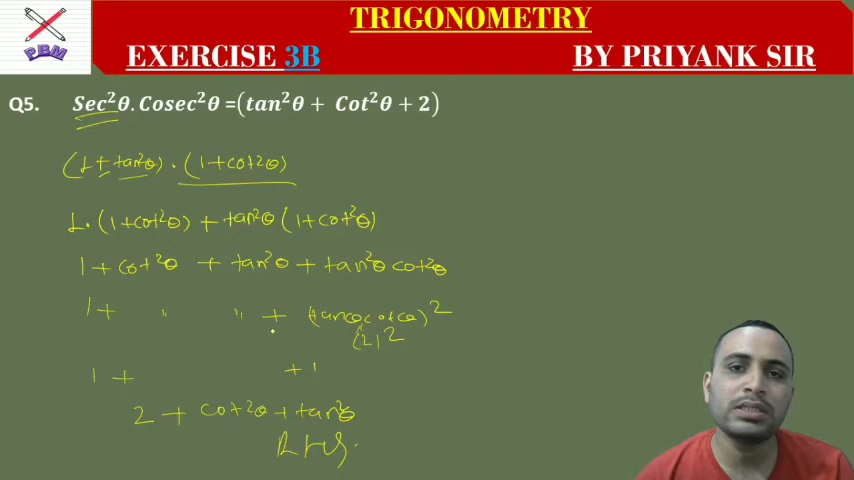 TRIGONOMETRY
PBM
EXERCISE 3B BY PRIYANK SIR
Q5. Sec²θ.Cosec²θ =(tan²θ + Cot²θ + 2)
(1 + tan²θ) · (1 + cot²θ)
1 · (1 + cot²θ) + tan²θ (1 + cot²θ)
1 + cot²θ + tan²θ + tan²θ cot²θ
1 + " " + (tanθ cotθ)²
(1)²
1 + + 1
2 + cot²θ + tan²θ
RHS.